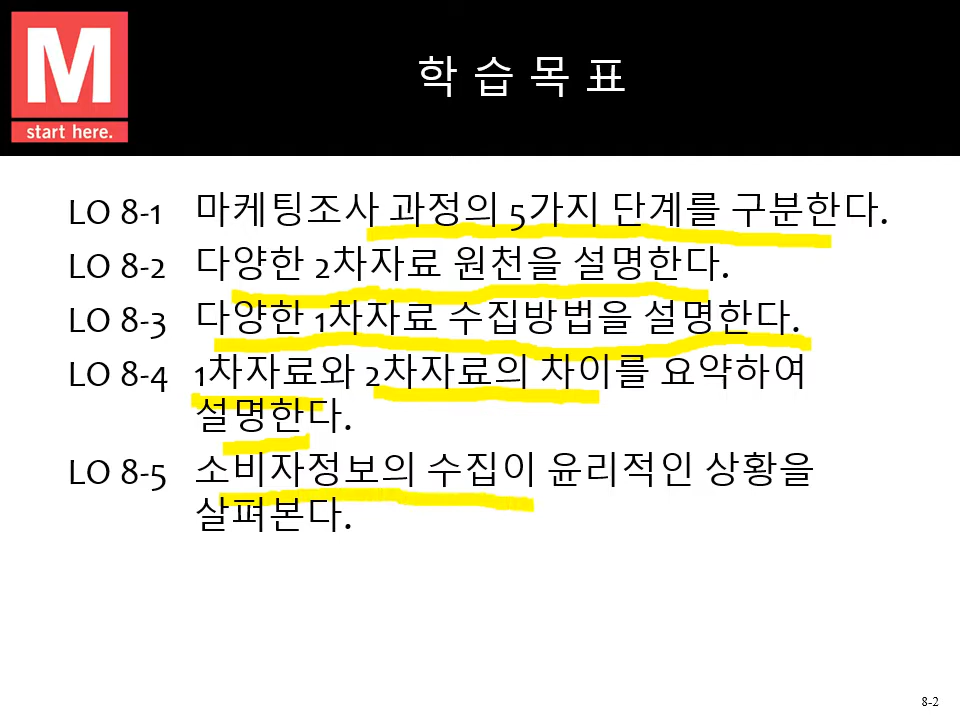 M
start here.
학 습 목 표
LO 8-1 마케팅조사 과정의 5가지 단계를 구분한다.
LO 8-2 다양한 2차자료 원천을 설명한다.
LO 8-3 다양한 1차자료 수집방법을 설명한다.
LO 8-4 1차자료와 2차자료의 차이를 요약하여
설명한다.
LO 8-5 소비자정보의 수집이 윤리적인 상황을
살펴본다.
8-2